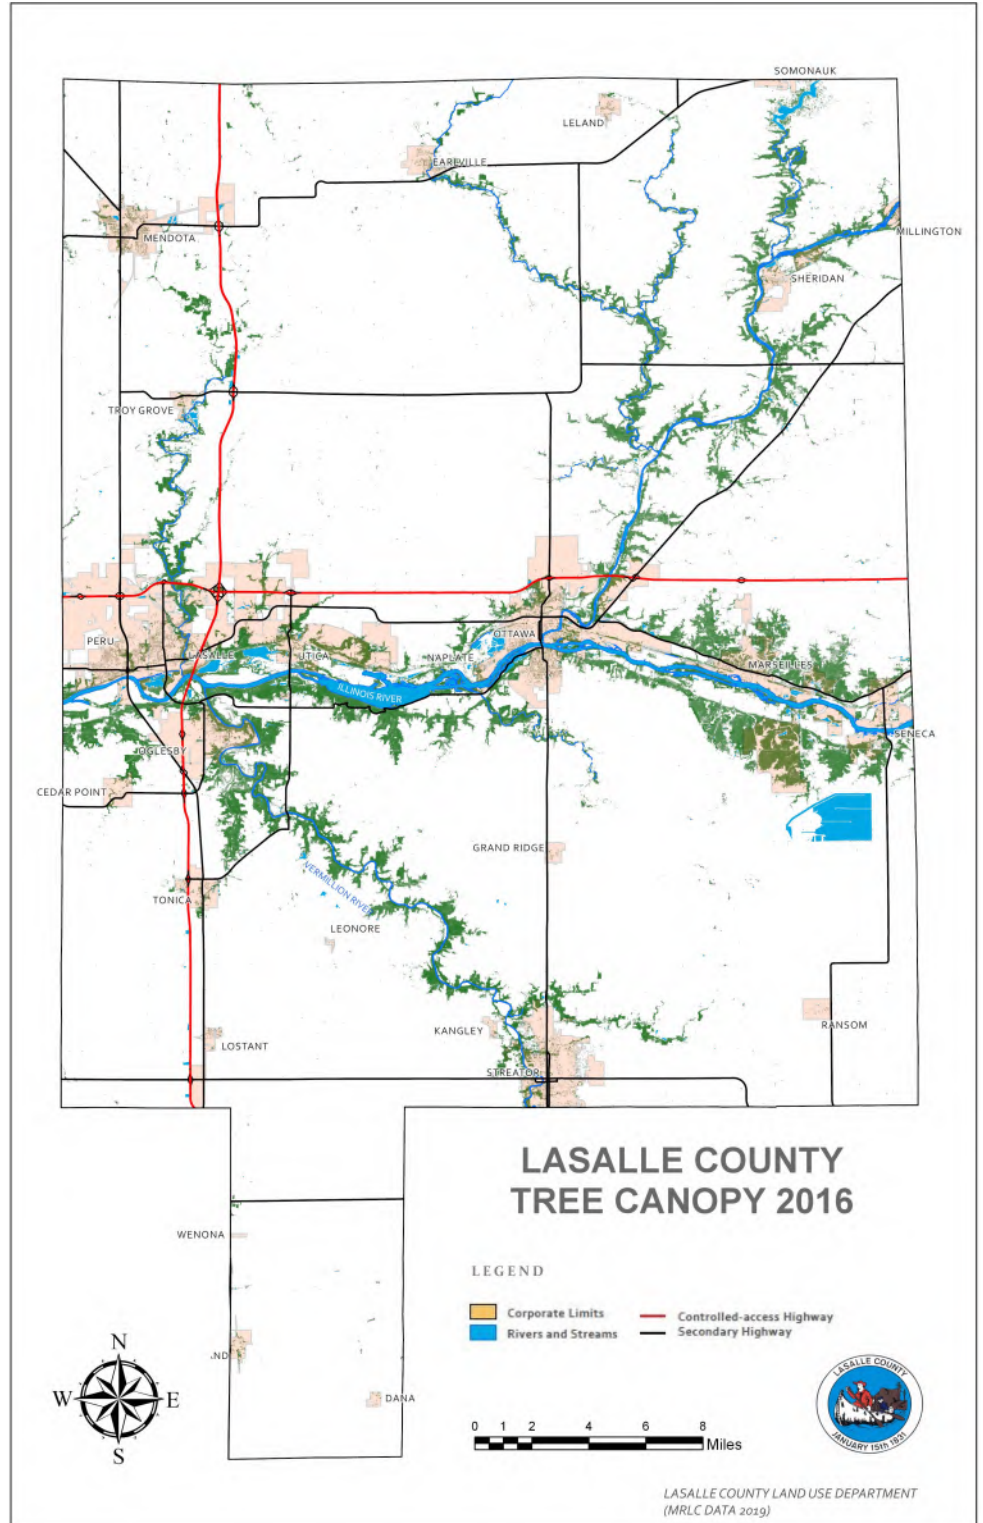 SOMONAUK
LELAND
EARLVILLE
MILLINGTON
MENDOTA
SHERIDAN
TROY GROVE
PERU
OTTAWA
LASALLE
UTICA
NAPLATE
MARSEILLES
ILLINOIS RIVER
SENECA
OGLESBY
CEDAR POINT
GRAND RIDGE
VERMILLION RIVER
TONICA
LEONORE
RANSOM
KANGLEY
LOSTANT
STREATOR
LASALLE COUNTY
TREE CANOPY 2016
WENONA
LEGEND
Corporate Limits
Controlled-access Highway
Rivers and Streams
Secondary Highway
ND
DANA
N
W E
S
0 1 2 4 6 8
Miles
LASALLE COUNTY
JANUARY 15th 1831
LASALLE COUNTY LAND USE DEPARTMENT
(MRLC DATA 2019)